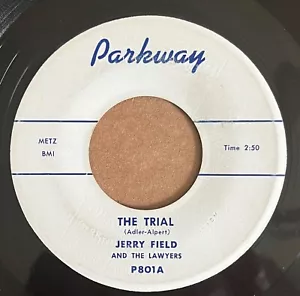 Parkway
METZ
BMI
Time 2:50
THE TRIAL
(Adler-Alpert)
JERRY FIELD
AND THE LAWYERS
P801A